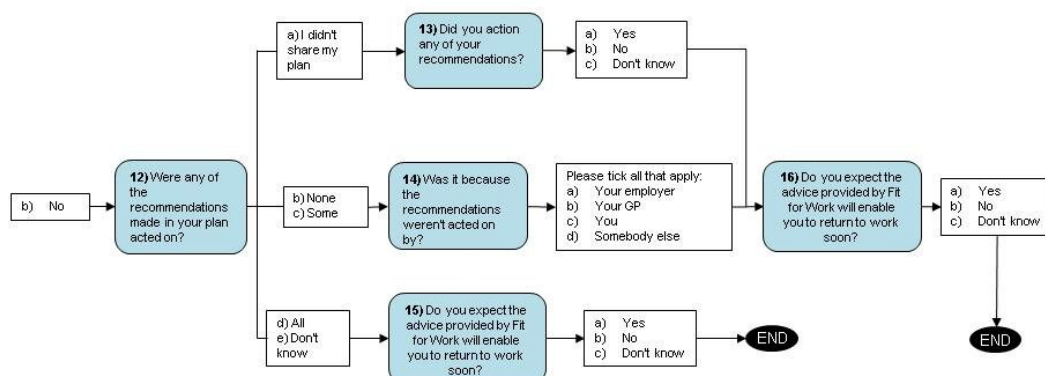 b) No
12) Were any of
the
recommendations
made in your plan
acted on?
a) I didn't
share my
plan
13) Did you action
any of your
recommendations?
a) Yes
b) No
c) Don't know
b) None
c) Some
14) Was it because
the
recommendations
weren't acted on
by?
Please tick all that apply:
a) Your employer
b) Your GP
c) You
d) Somebody else
16) Do you expect the
advice provided by Fit
for Work will enable
you to return to work
soon?
a) Yes
b) No
c) Don't know
END
d) All
e) Don't
know
15) Do you expect the
advice provided by Fit
for Work will enable
you to return to work
soon?
a) Yes
b) No
c) Don't know
END